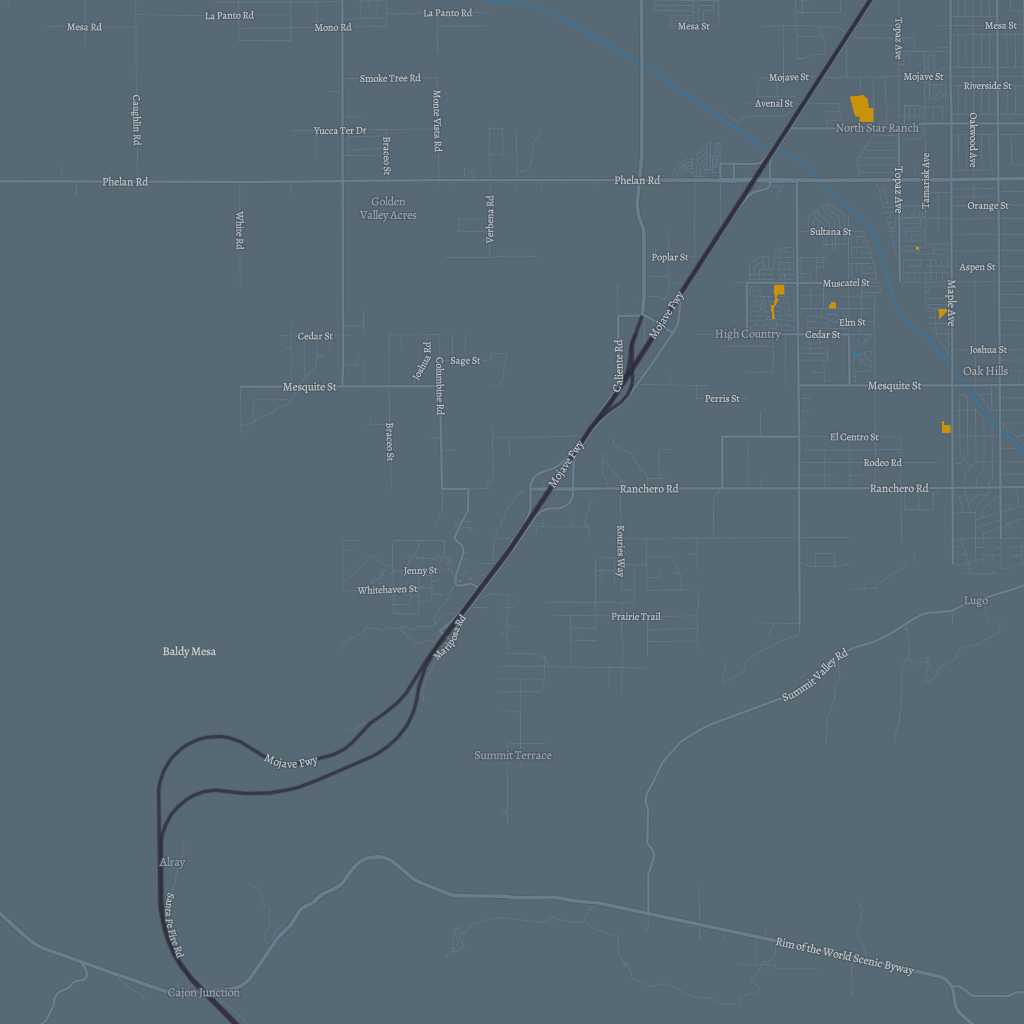 La Panto Rd
La Panto Rd
Mesa Rd
Mono Rd
Mesa St
Topaz Ave
Mesa St
Smoke Tree Rd
Mojave St
Mojave St
Riverside St
Caughlin Rd
Monte Vista Rd
Avenal St
Yucca Ter Dr
North Star Ranch
Oakwood Ave
Braceo St
Phelan Rd
Phelan Rd
Topaz Ave
Tamarisk Ave
Golden
Valley Acres
White Rd
Verbena Rd
Orange St
Sultana St
Poplar St
Aspen St
Muscatel St
Maple Ave
Mojave Fwy
Elm St
Cedar St
High Country
Cedar St
Joshua St
Joshua Rd
Sage St
Caliente Rd
Oak Hills
Mesquite St
Columbine Rd
Mesquite St
Perris St
Braceo St
El Centro St
Mojave Fwy
Rodeo Rd
Ranchero Rd
Ranchero Rd
Kouries Way
Jenny St
Whitehaven St
Lugo
Prairie Trail
Mariposa Rd
Baldy Mesa
Summit Valley Rd
Mojave Fwy
Summit Terrace
Alray
Santa Fe Fire Rd
Rim of the World Scenic Byway
Cajon Junction